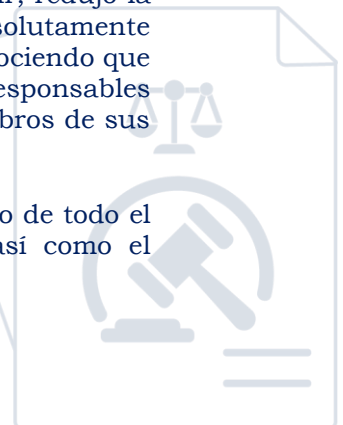 solutamente
ociendo que
esponsables
bros de sus
o de todo el
así como el